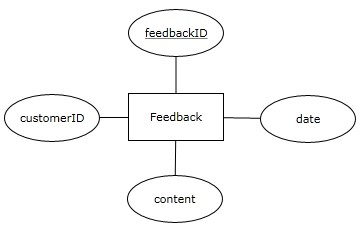 feedbackID
customerID
Feedback
date
content